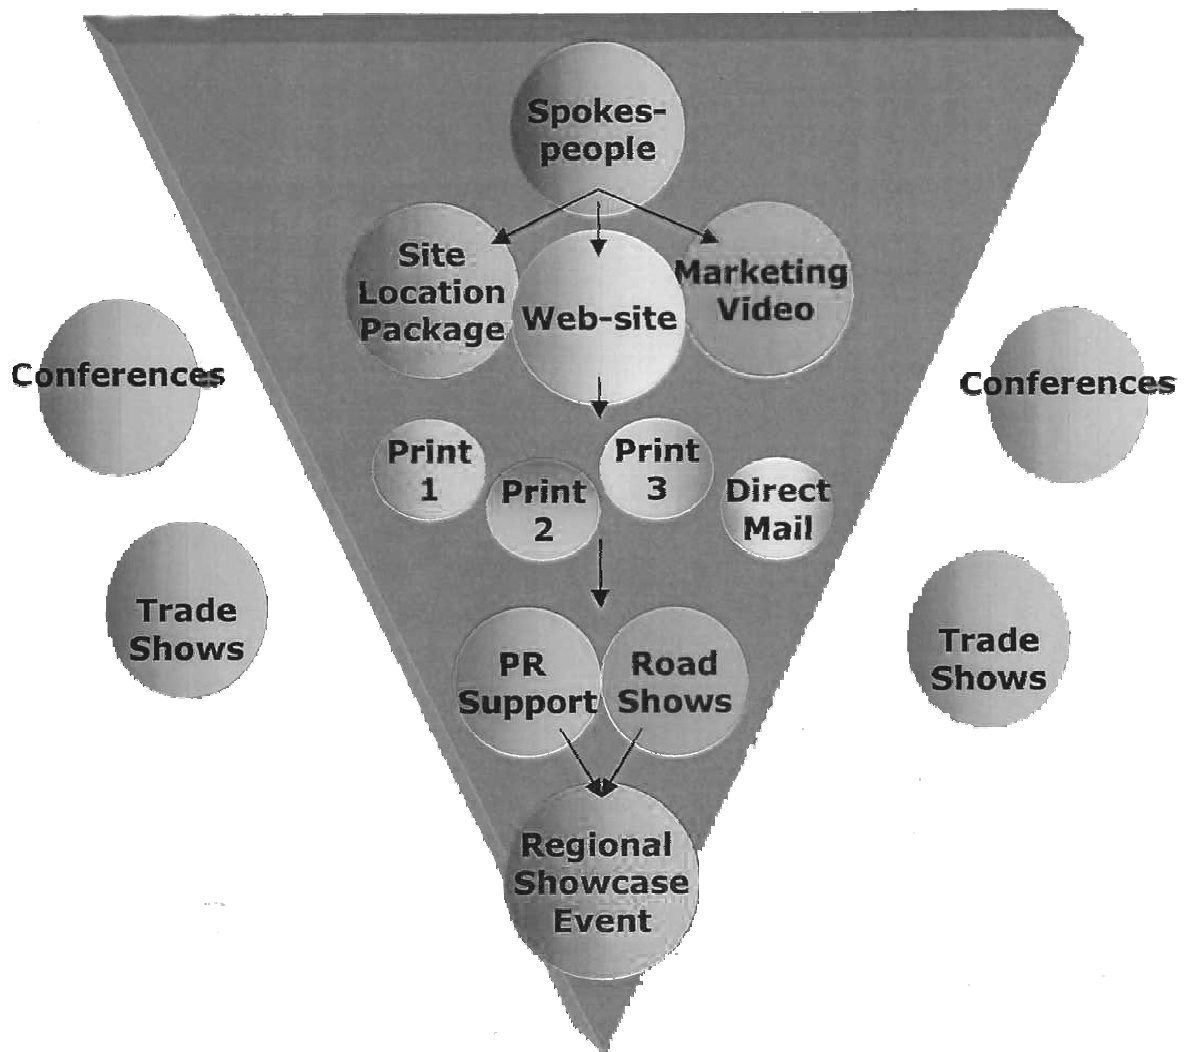 Spokes-
people
Site
Location
Package
Web-site
Marketing
Video
Conferences
Conferences
Print
1
Print
2
Print
3
Direct
Mail
Trade
Shows
Trade
Shows
PR
Support
Road
Shows
Regional
Showcase
Event